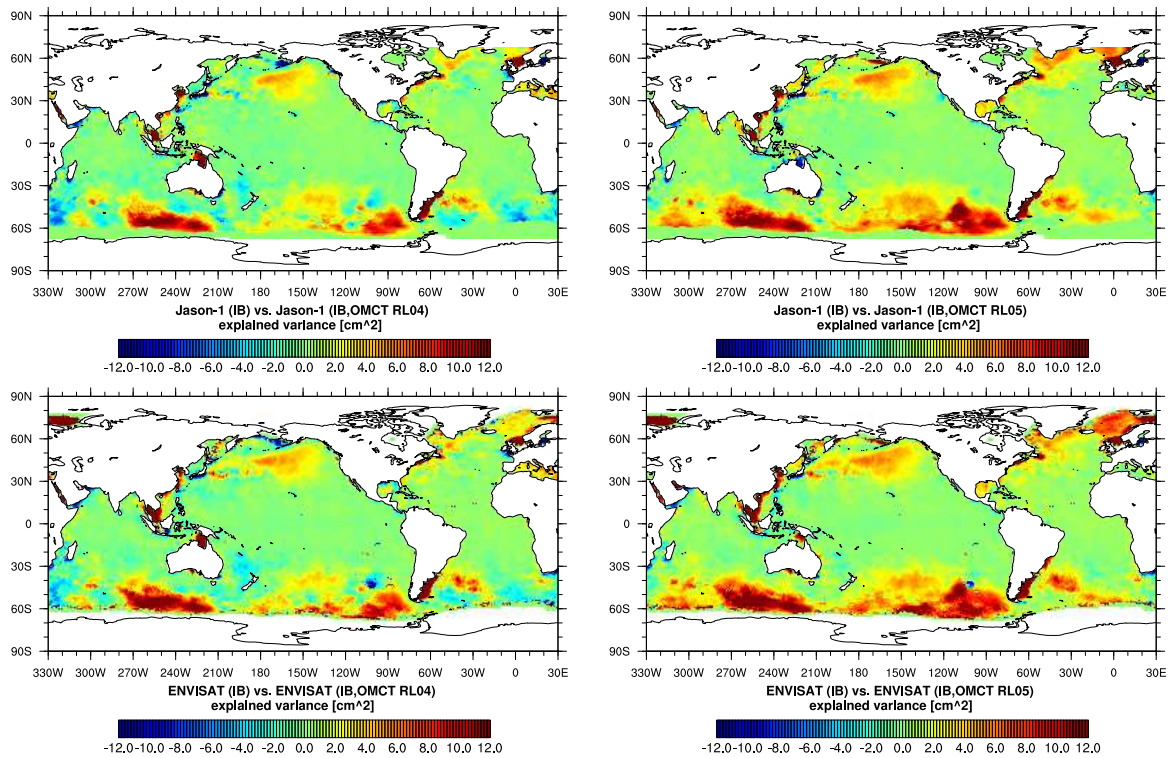 90N 90N
60N 60N
30N 30N
0 0
30S 30S
60S 60S
90S 90S
330W 300W 270W 240W 210W 180 150W 120W 90W 60W 30W 0 30E 330W 300W 270W 240W 210W 180 150W 120W 90W 60W 30W 0 30E
Jason-1 (IB) vs. Jason-1 (IB,OMCT RL04) Jason-1 (IB) vs. Jason-1 (IB,OMCT RL05)
explained variance [cm^2] explained variance [cm^2]
-12.0-10.0 -8.0 -6.0 -4.0 -2.0 0.0 2.0 4.0 6.0 8.0 10.0 12.0 -12.0-10.0 -8.0 -6.0 -4.0 -2.0 0.0 2.0 4.0 6.0 8.0 10.0 12.0
90N 90N
60N 60N
30N 30N
0 0
30S 30S
60S 60S
90S 90S
330W 300W 270W 240W 210W 180 150W 120W 90W 60W 30W 0 30E 330W 300W 270W 240W 210W 180 150W 120W 90W 60W 30W 0 30E
ENVISAT (IB) vs. ENVISAT (IB,OMCT RL04) ENVISAT (IB) vs. ENVISAT (IB,OMCT RL05)
explained variance [cm^2] explained variance [cm^2]
-12.0-10.0 -8.0 -6.0 -4.0 -2.0 0.0 2.0 4.0 6.0 8.0 10.0 12.0 -12.0-10.0 -8.0 -6.0 -4.0 -2.0 0.0 2.0 4.0 6.0 8.0 10.0 12.0